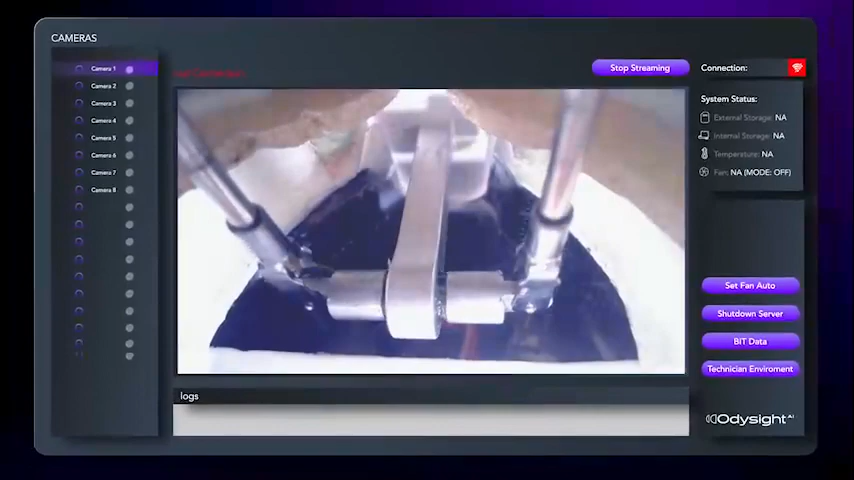 CAMERAS
Camera 1
Camera 2
Camera 3
Camera 4
Camera 5
Camera 6
Camera 7
Camera 8
Stop Streaming
Connection:
System Status:
External Storage: NA
Internal Storage: NA
Temperature: NA
Fan: NA (MODE: OFF)
Set Fan Auto
Shutdown Server
BIT Data
Technician Enviroment
logs
Odysight AI